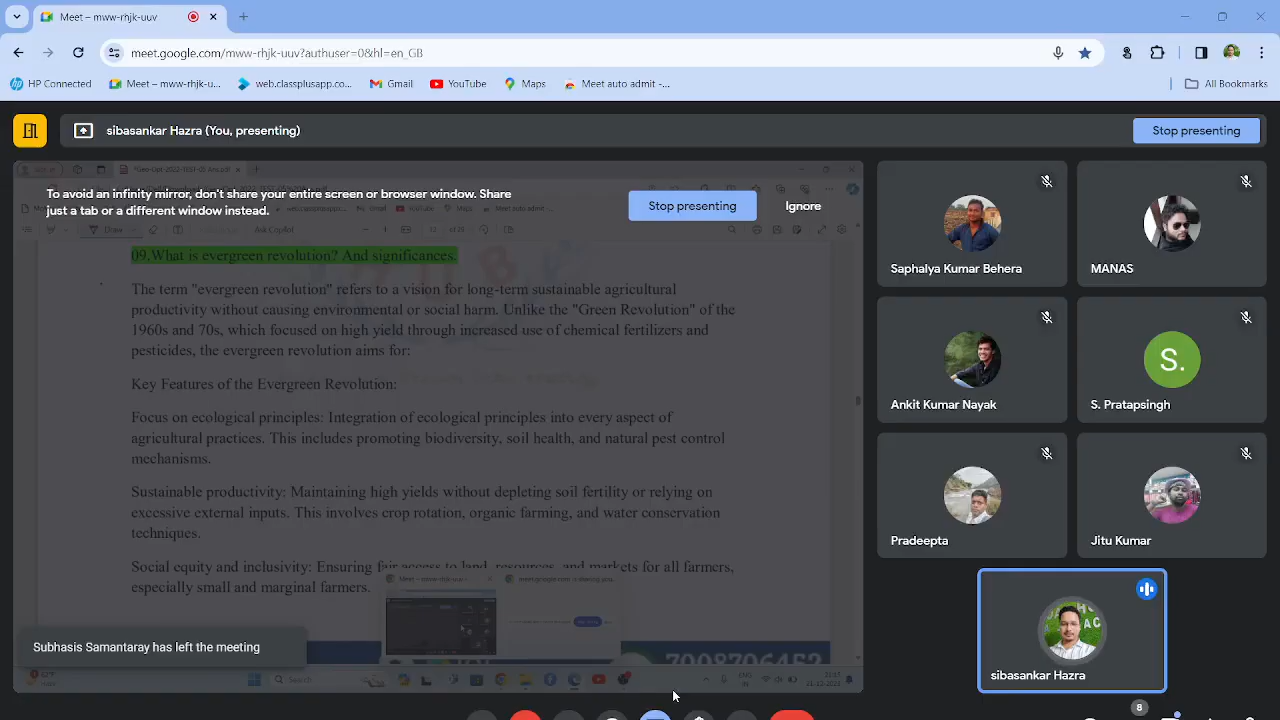 Meet – mww-rhjk-uuv
meet.google.com/mww-rhjk-uuv?authuser=0&hl=en_GB
HP Connected
Meet – mww-rhjk-u...
web.classplusapp.co...
Gmail
YouTube
Maps
Meet auto admit -...
All Bookmarks
sibasankar Hazra (You, presenting)
Stop presenting
To avoid an infinity mirror, don't share your entire screen or browser window. Share
just a tab or a different window instead.
Stop presenting
Ignore
Draw
Ask Copilot
09.What is evergreen revolution? And significances.
The term "evergreen revolution" refers to a vision for long-term sustainable agricultural
productivity without causing environmental or social harm. Unlike the "Green Revolution" of the
1960s and 70s, which focused on high yield through increased use of chemical fertilizers and
pesticides, the evergreen revolution aims for:
Key Features of the Evergreen Revolution:
Focus on ecological principles: Integration of ecological principles into every aspect of
agricultural practices. This includes promoting biodiversity, soil health, and natural pest control
mechanisms.
Sustainable productivity: Maintaining high yields without depleting soil fertility or relying on
excessive external inputs. This involves crop rotation, organic farming, and water conservation
techniques.
Social equity and inclusivity: Ensuring fair access to land, resources, and markets for all farmers,
especially small and marginal farmers.
Subhasis Samantaray has left the meeting
7008706452
Search
Saphalya Kumar Behera
MANAS
Ankit Kumar Nayak
S.
S. Pratapsingh
Pradeepta
Jitu Kumar
sibasankar Hazra
8